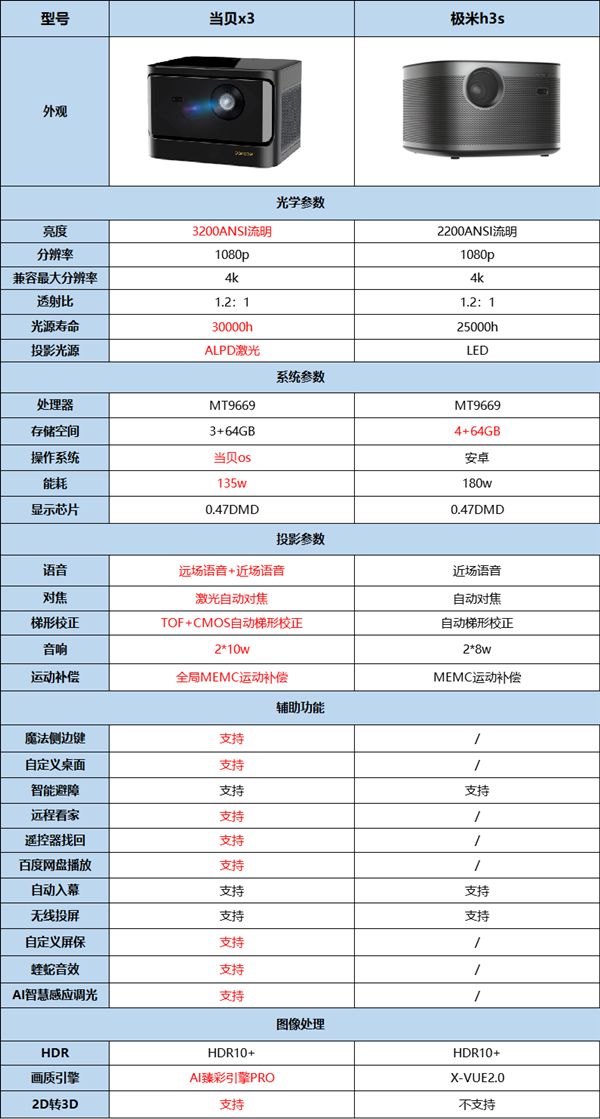 型号 当贝x3 极米h3s
外观
光学参数
亮度 3200ANSI流明 2200ANSI流明
分辨率 1080p 1080p
兼容最大分辨率 4k 4k
透射比 1.2：1 1.2：1
光源寿命 30000h 25000h
投影光源 ALPD激光 LED
系统参数
处理器 MT9669 MT9669
存储空间 3+64GB 4+64GB
操作系统 当贝os 安卓
能耗 135w 180w
显示芯片 0.47DMD 0.47DMD
投影参数
语音 远场语音+近场语音 近场语音
对焦 激光自动对焦 自动对焦
梯形校正 TOF+CMOS自动梯形校正 自动梯形校正
音响 2*10w 2*8w
运动补偿 全局MEMC运动补偿 MEMC运动补偿
辅助功能
魔法侧边键 支持 /
自定义桌面 支持 /
智能避障 支持 支持
远程看家 支持 /
遥控器找回 支持 /
百度网盘播放 支持 /
自动入幕 支持 支持
无线投屏 支持 支持
自定义屏保 支持 /
蝰蛇音效 支持 /
AI智慧感应调光 支持 /
图像处理
HDR HDR10+ HDR10+
画质引擎 AI臻彩引擎PRO X-VUE2.0
2D转3D 支持 不支持